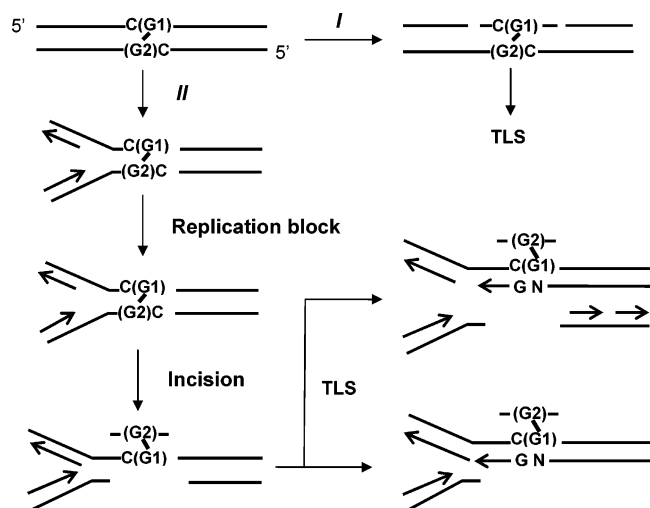 5' C(G1) I C(G1)
(G2)C 5' (G2)C
II
TLS
C(G1)
(G2)C
Replication block
(G2)
C(G1)
G N
C(G1)
(G2)C
Incision
TLS
(G2)
C(G1)
(G2)
C(G1)
G N